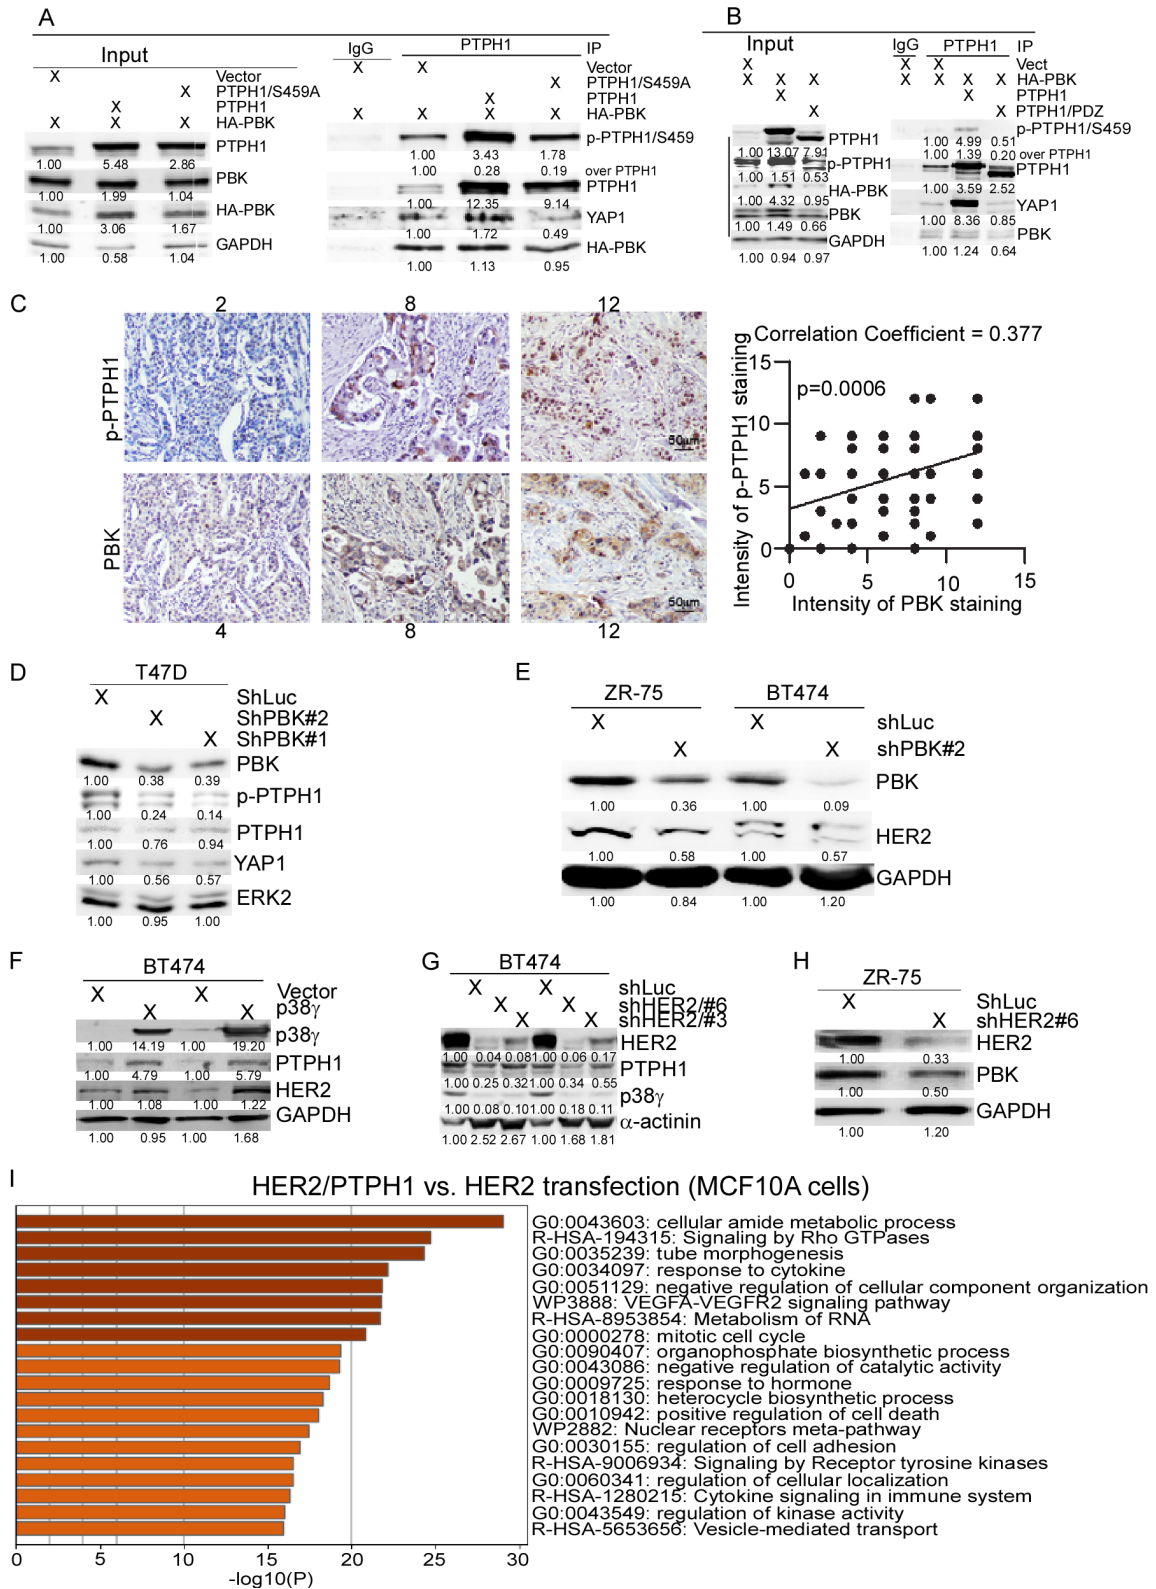 A
Input
IgG
PTPH1
IP
X
Vector
X
PTPH1/S459A
X
PTPH1
X X X
HA-PBK
PTPH1
1.00 5.48 2.86
PBK
1.00 1.99 1.04
HA-PBK
1.00 3.06 1.67
GAPDH
1.00 0.58 1.04
X X
Vector
X
PTPH1/S459A
X
PTPH1
X X X X
HA-PBK
p-PTPH1/S459
1.00 3.43 1.78
over PTPH1
1.00 0.28 0.19
PTPH1
1.00 12.35 9.14
YAP1
1.00 1.72 0.49
HA-PBK
1.00 1.13 0.95
B
Input
IgG
PTPH1
IP
X
X X X
X
X
PTPH1
1.00 13.07 7.91
p-PTPH1
1.00 1.51 0.53
HA-PBK
1.00 4.32 0.95
PBK
1.00 1.49 0.66
GAPDH
1.00 0.94 0.97
X X
Vect
X X X X
HA-PBK
X
PTPH1
X
PTPH1/PDZ
p-PTPH1/S459
1.00 4.99 0.51
over PTPH1
1.00 1.39 0.20
PTPH1
1.00 3.59 2.52
YAP1
1.00 8.36 0.85
PBK
1.00 1.24 0.64
C
2 8 12
p-PTPH1
50μm
PBK
50μm
4 8 12
Correlation Coefficient = 0.377
p=0.0006
Intensity of p-PTPH1 staining
15
10
5
0
0 5 10 15
Intensity of PBK staining
D
T47D
X
ShLuc
X
ShPBK#2
X
ShPBK#1
PBK
1.00 0.38 0.39
p-PTPH1
1.00 0.24 0.14
PTPH1
1.00 0.76 0.94
YAP1
1.00 0.56 0.57
ERK2
1.00 0.95 1.00
E
ZR-75 BT474
X X
shLuc
X X
shPBK#2
PBK
1.00 0.36 1.00 0.09
HER2
1.00 0.58 1.00 0.57
GAPDH
1.00 0.84 1.00 1.20
F
BT474
X X
Vector
X X
p38γ
p38γ
1.00 14.19 1.00 19.20
PTPH1
1.00 4.79 1.00 5.79
HER2
1.00 1.08 1.00 1.22
GAPDH
1.00 0.95 1.00 1.68
G
BT474
X X
shLuc
X X
shHER2/#6
X X
shHER2/#3
HER2
1.00 0.04 0.08 1.00 0.06 0.17
PTPH1
1.00 0.25 0.32 1.00 0.34 0.55
p38γ
1.00 0.08 0.10 1.00 0.18 0.11
α-actinin
1.00 2.52 2.67 1.00 1.68 1.81
H
ZR-75
X
ShLuc
X
shHER2#6
HER2
1.00 0.33
PBK
1.00 0.50
GAPDH
1.00 1.20
I
HER2/PTPH1 vs. HER2 transfection (MCF10A cells)
G0:0043603: cellular amide metabolic process
R-HSA-194315: Signaling by Rho GTPases
G0:0035239: tube morphogenesis
G0:0034097: response to cytokine
G0:0051129: negative regulation of cellular component organization
WP3888: VEGFA-VEGFR2 signaling pathway
R-HSA-8953854: Metabolism of RNA
G0:0000278: mitotic cell cycle
G0:0090407: organophosphate biosynthetic process
G0:0043086: negative regulation of catalytic activity
G0:0009725: response to hormone
G0:0018130: heterocycle biosynthetic process
G0:0010942: positive regulation of cell death
WP2882: Nuclear receptors meta-pathway
G0:0030155: regulation of cell adhesion
R-HSA-9006934: Signaling by Receptor tyrosine kinases
G0:0060341: regulation of cellular localization
R-HSA-1280215: Cytokine signaling in immune system
G0:0043549: regulation of kinase activity
R-HSA-5653656: Vesicle-mediated transport
0 5 10 15 20 25 30
-log10(P)